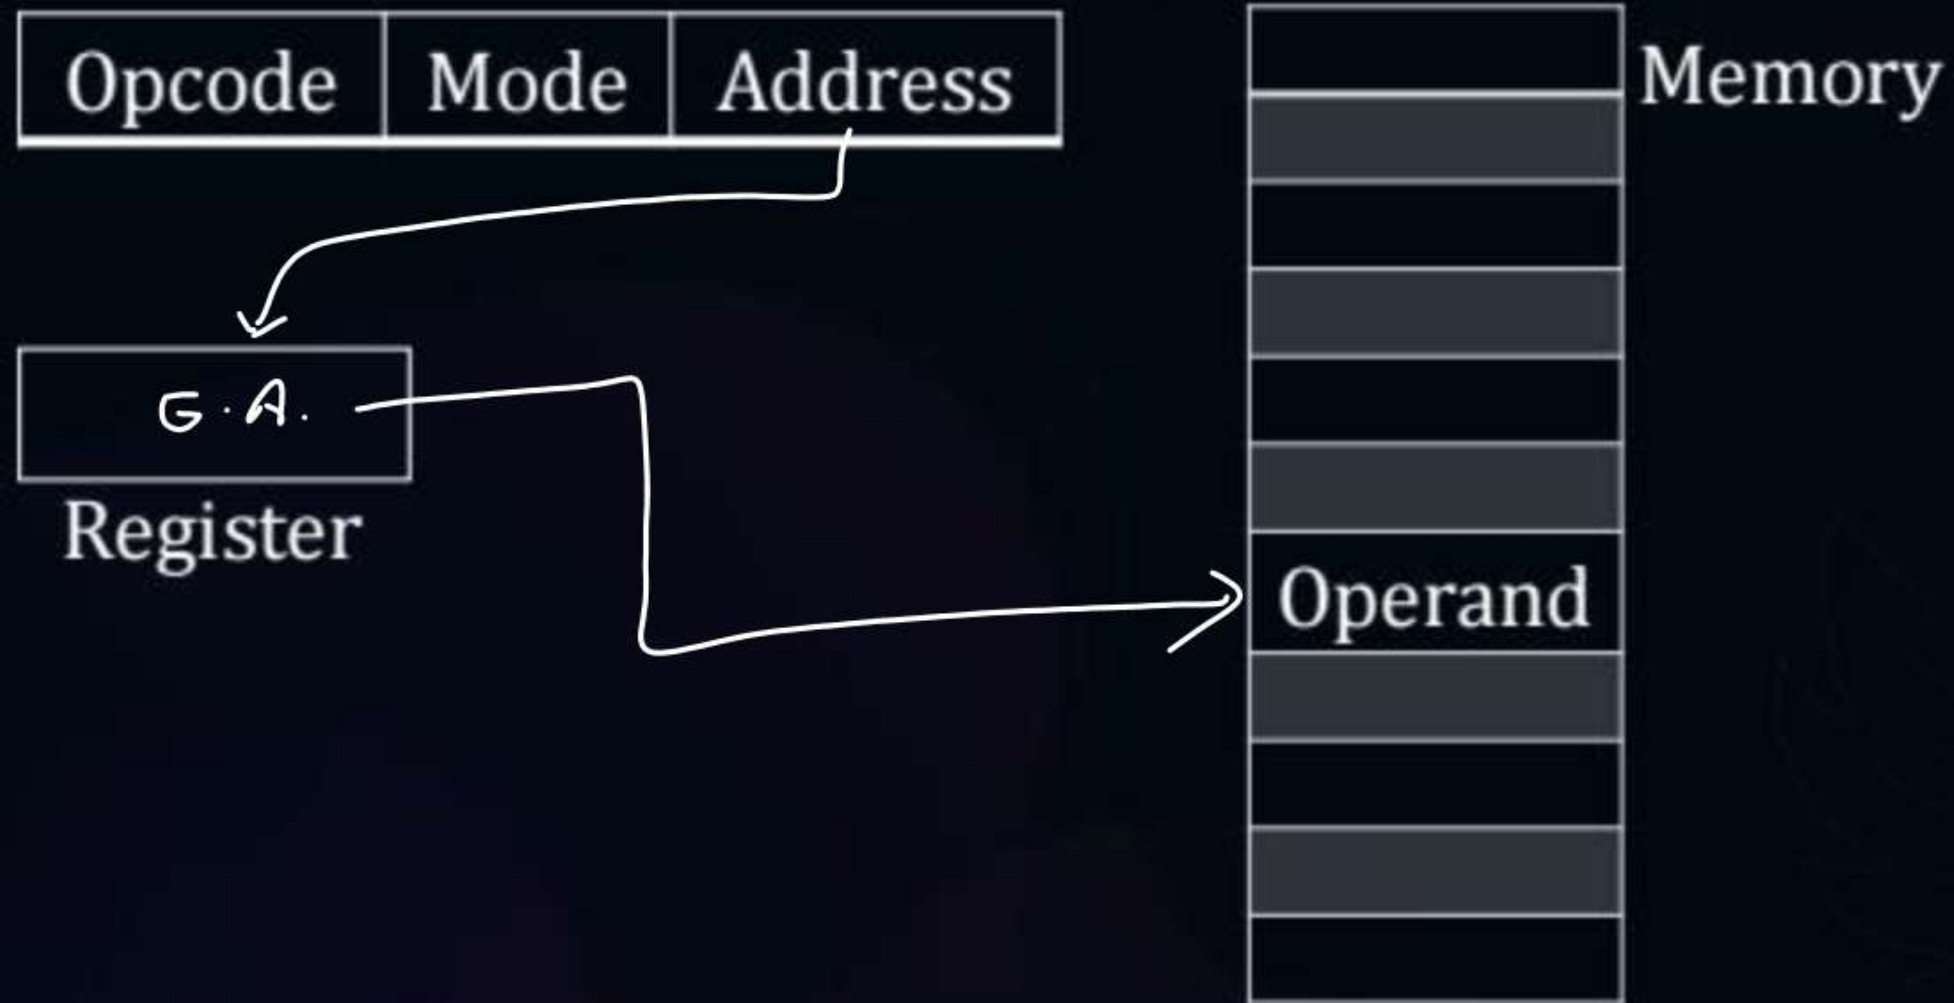 Opcode Mode Address
Memory
G.A.
Register
Operand